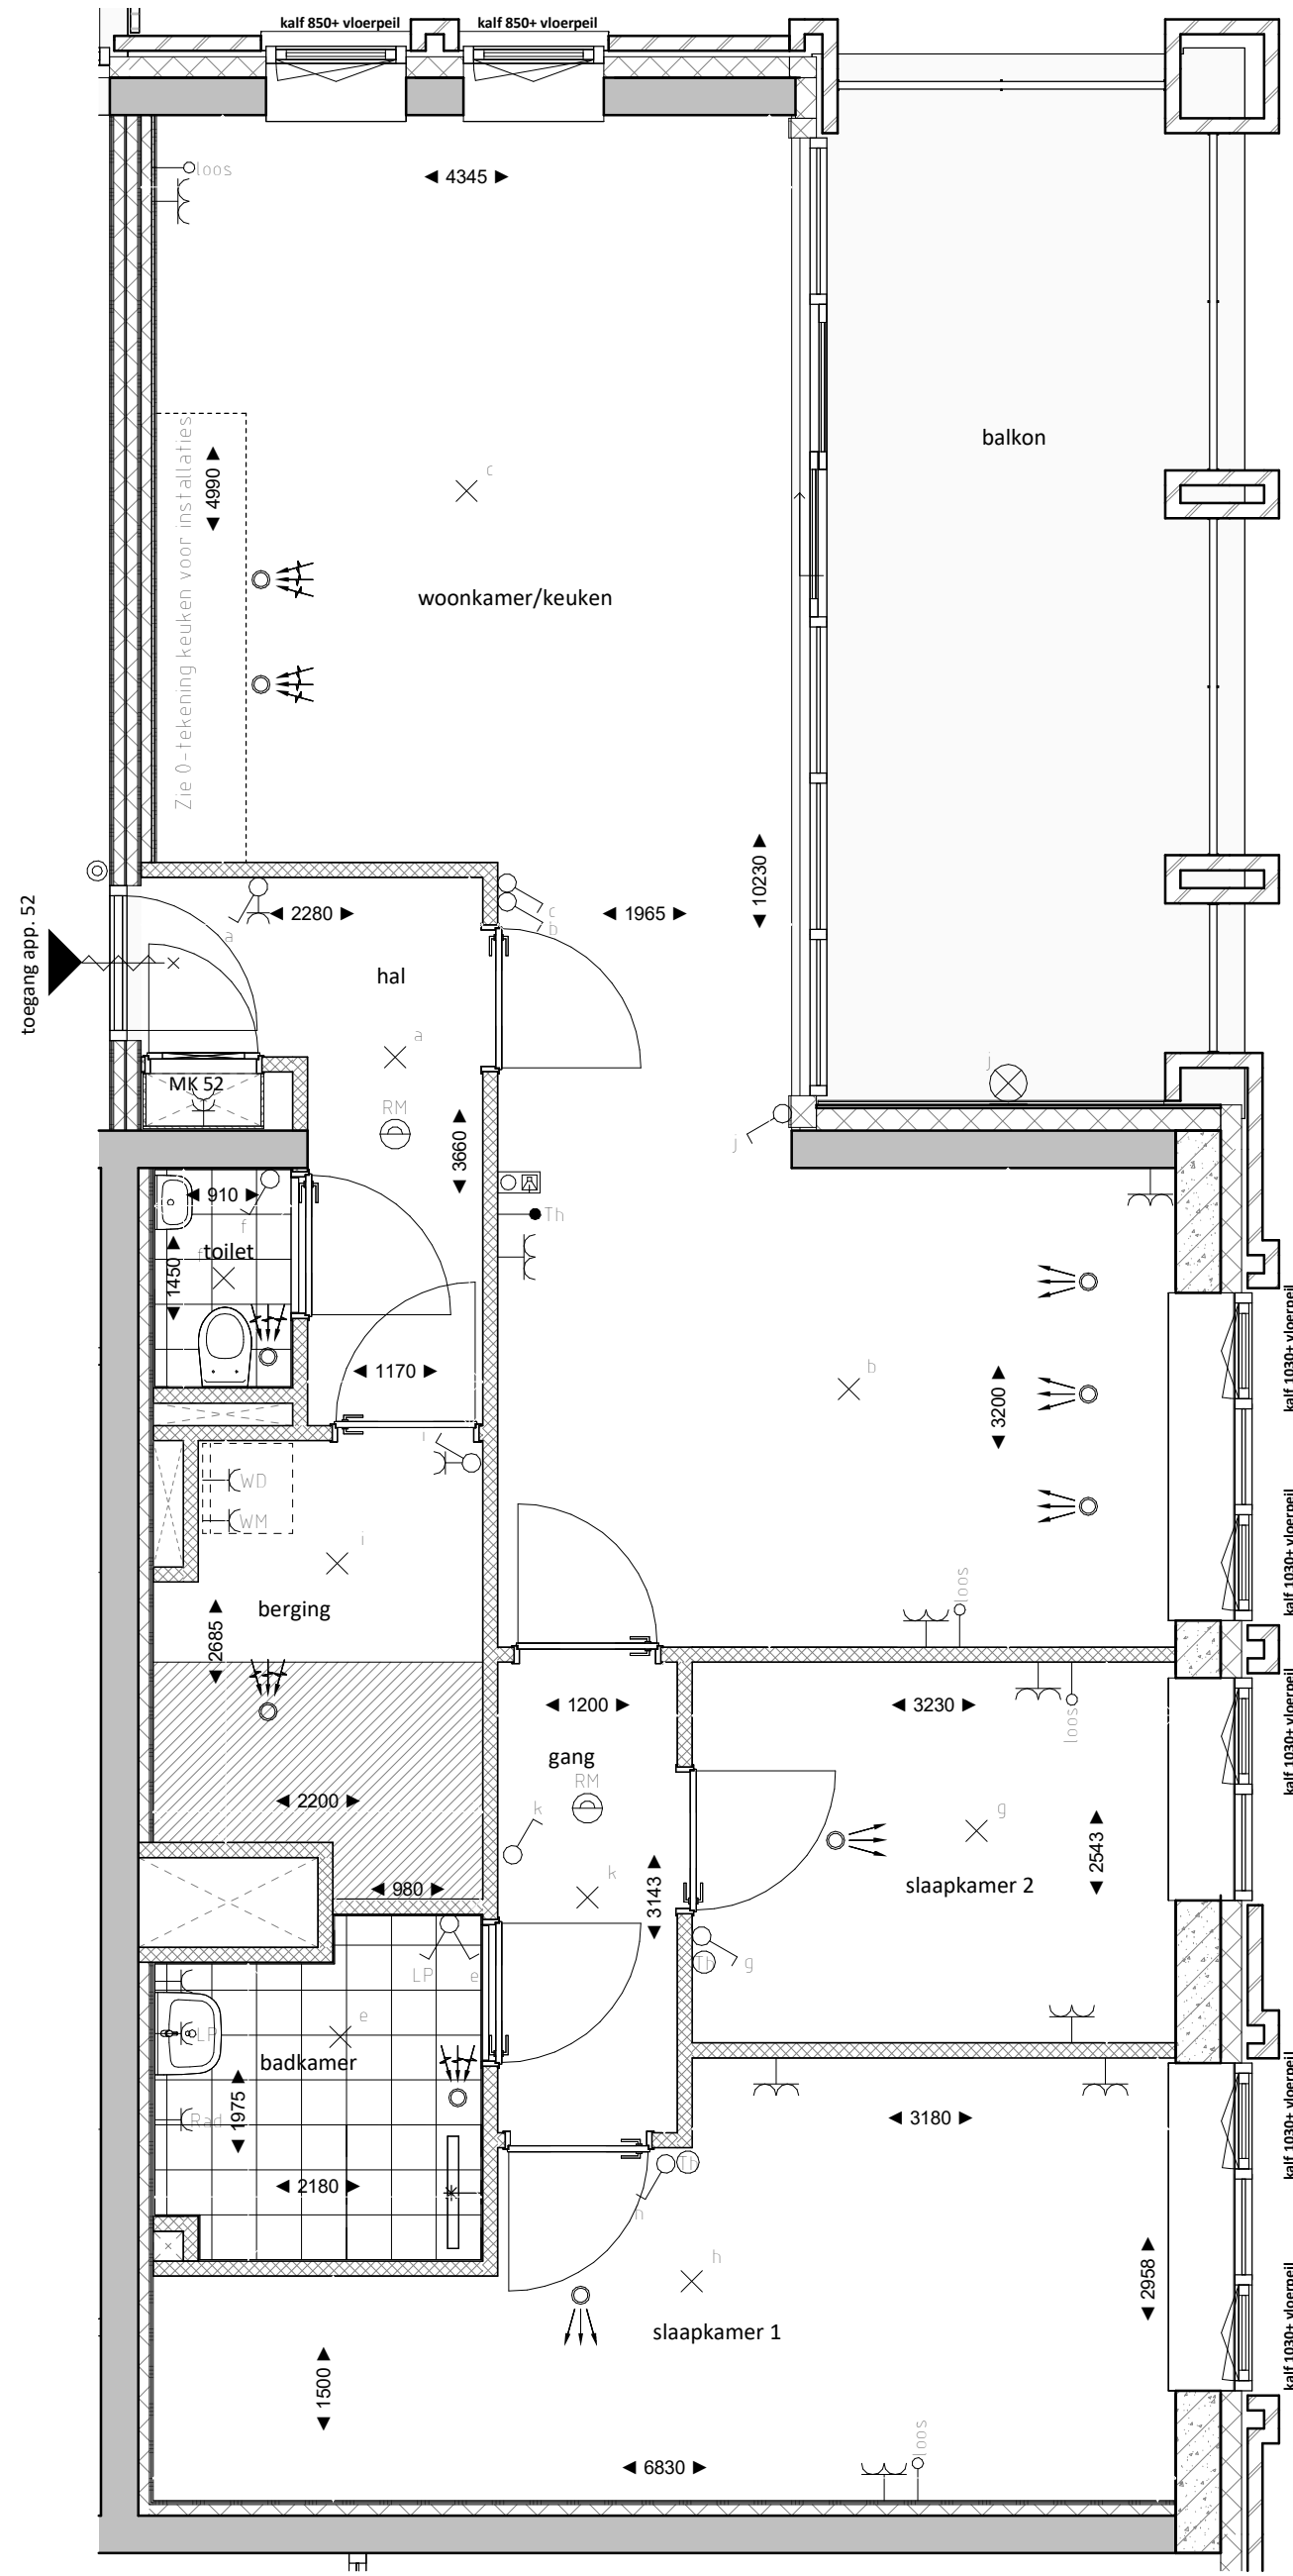 kalf 850+ vloerpeil
kalf 850+ vloerpeil
loos
4345
balkon
c
4990
Zie 0-tekening keuken voor installaties
woonkamer/keuken
10230
toegang app. 52
a
2280
c
b
1965
hal
a
j
MK 52
RM
j
3660
910
f
Th
toilet
f
1450
kalf 1030+ vloerpeil
1170
b
3200
i
WD
WM
kalf 1030+ vloerpeil
i
loos
berging
2685
1200
3230
loos
kalf 1030+ vloerpeil
gang
RM
2200
k
g
2543
k
980
3143
slaapkamer 2
LP
e
Th
g
e
LP
badkamer
kalf 1030+ vloerpeil
Rad
1975
3180
Th
2180
h
h
2958
kalf 1030+ vloerpeil
slaapkamer 1
1500
loos
6830